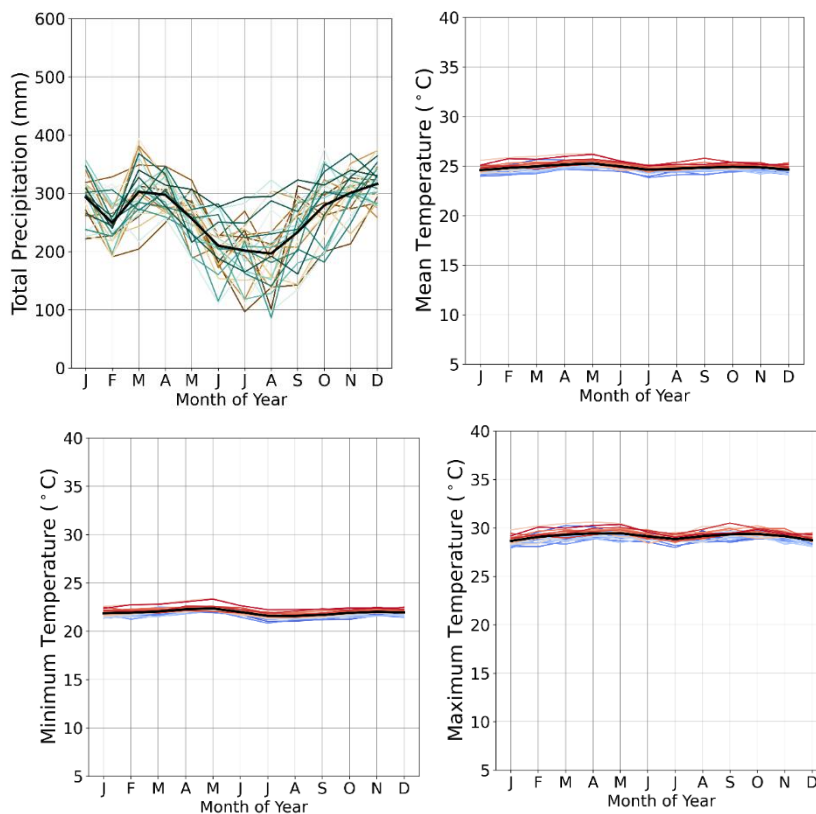 Total Precipitation (mm)
600
500
400
300
200
100
0
J F M A M J J A S O N D
Month of Year
Mean Temperature (°C)
40
35
30
25
20
15
10
5
J F M A M J J A S O N D
Month of Year
Minimum Temperature (°C)
40
35
30
25
20
15
10
5
J F M A M J J A S O N D
Month of Year
Maximum Temperature (°C)
40
35
30
25
20
15
10
5
J F M A M J J A S O N D
Month of Year